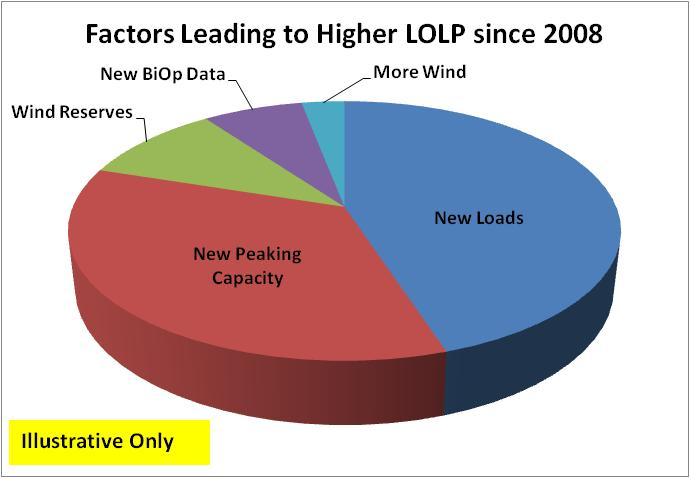 Factors Leading to Higher LOLP since 2008
New BiOp Data
More Wind
Wind Reserves
New Loads
New Peaking
Capacity
Illustrative Only